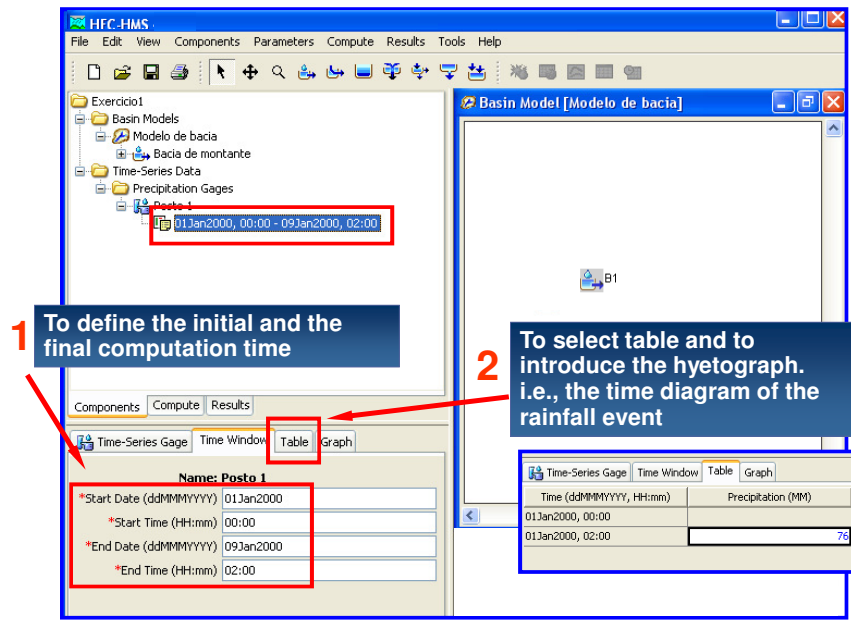 HEC-HMS
File Edit View Components Parameters Compute Results Tools Help
Exercicio1
Basin Models
Modelo de bacia
Bacia de montante
Time-Series Data
Precipitation Gages
Posto 1
01Jan2000, 00:00 - 09Jan2000, 02:00
Basin Model [Modelo de bacia]
B1
1
To define the initial and the
final computation time
2
To select table and to
introduce the hyetograph.
i.e., the time diagram of the
rainfall event
Components Compute Results
Time-Series Gage Time Window Table Graph
Name: Posto 1
*Start Date (ddMMMYYYY) 01Jan2000
*Start Time (HH:mm) 00:00
*End Date (ddMMMYYYY) 09Jan2000
*End Time (HH:mm) 02:00
Time-Series Gage Time Window Table Graph
Time (ddMMMYYYY, HH:mm) Precipitation (MM)
01Jan2000, 00:00
01Jan2000, 02:00 76